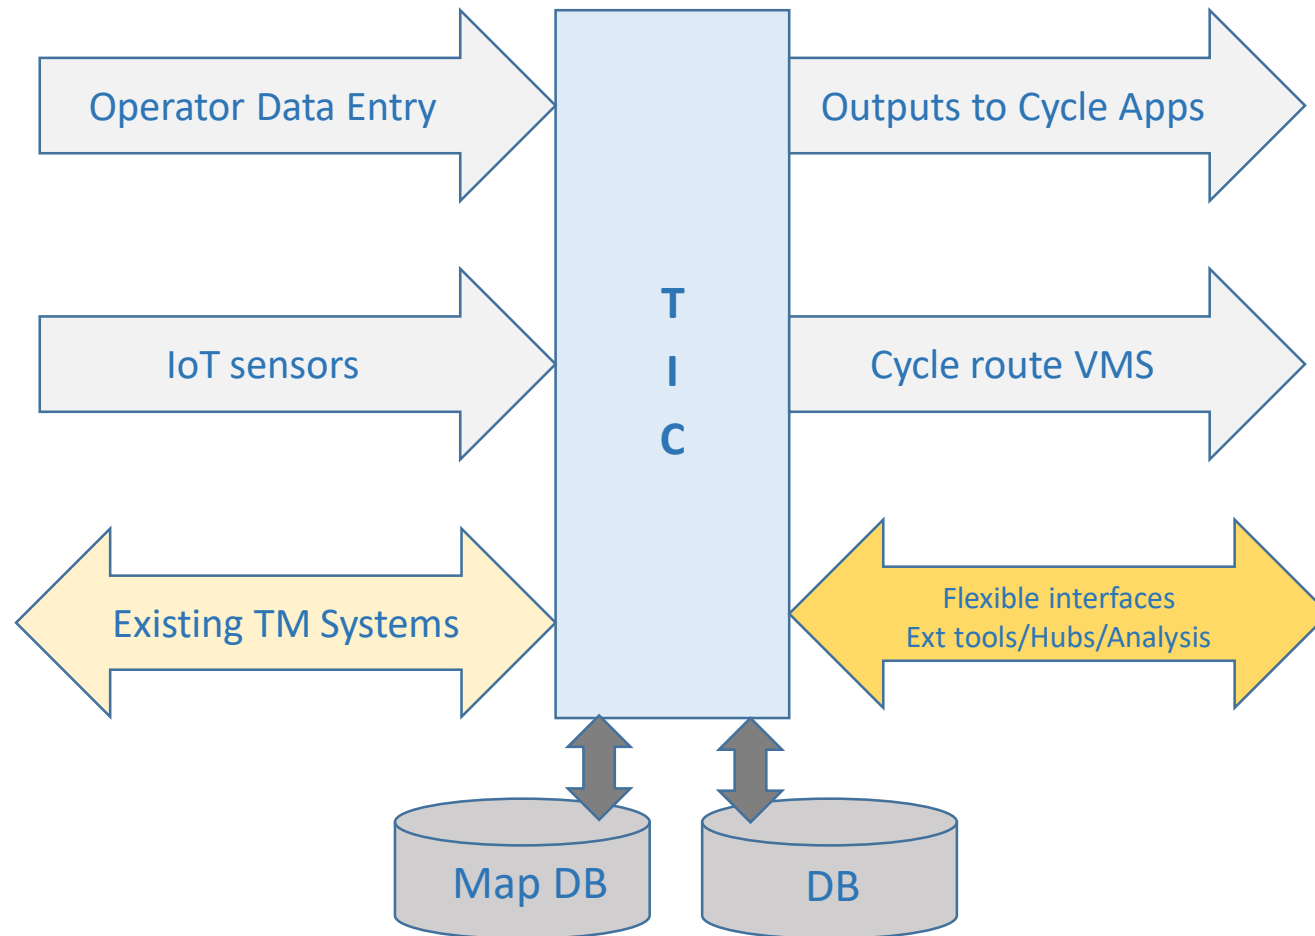 Operator Data Entry
Outputs to Cycle Apps
IoT sensors
T
I
C
Cycle route VMS
Existing TM Systems
Flexible interfaces
Ext tools/Hubs/Analysis
Map DB
DB